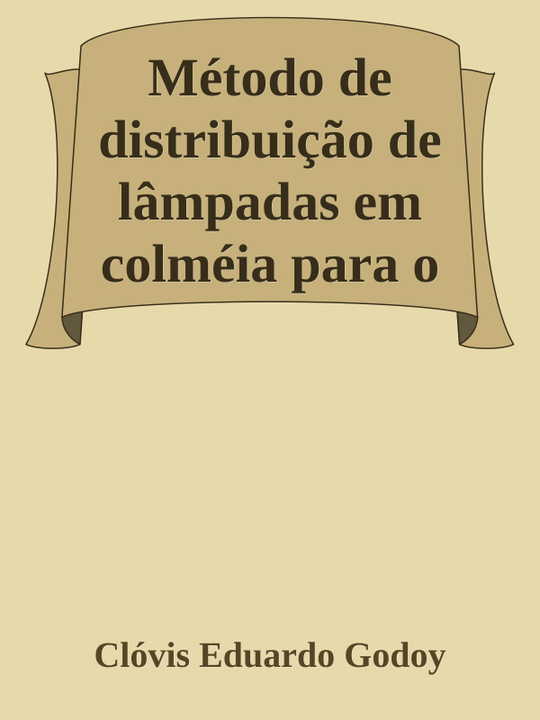 Método de
distribuição de
lâmpadas em
colméia para o
Clóvis Eduardo Godoy